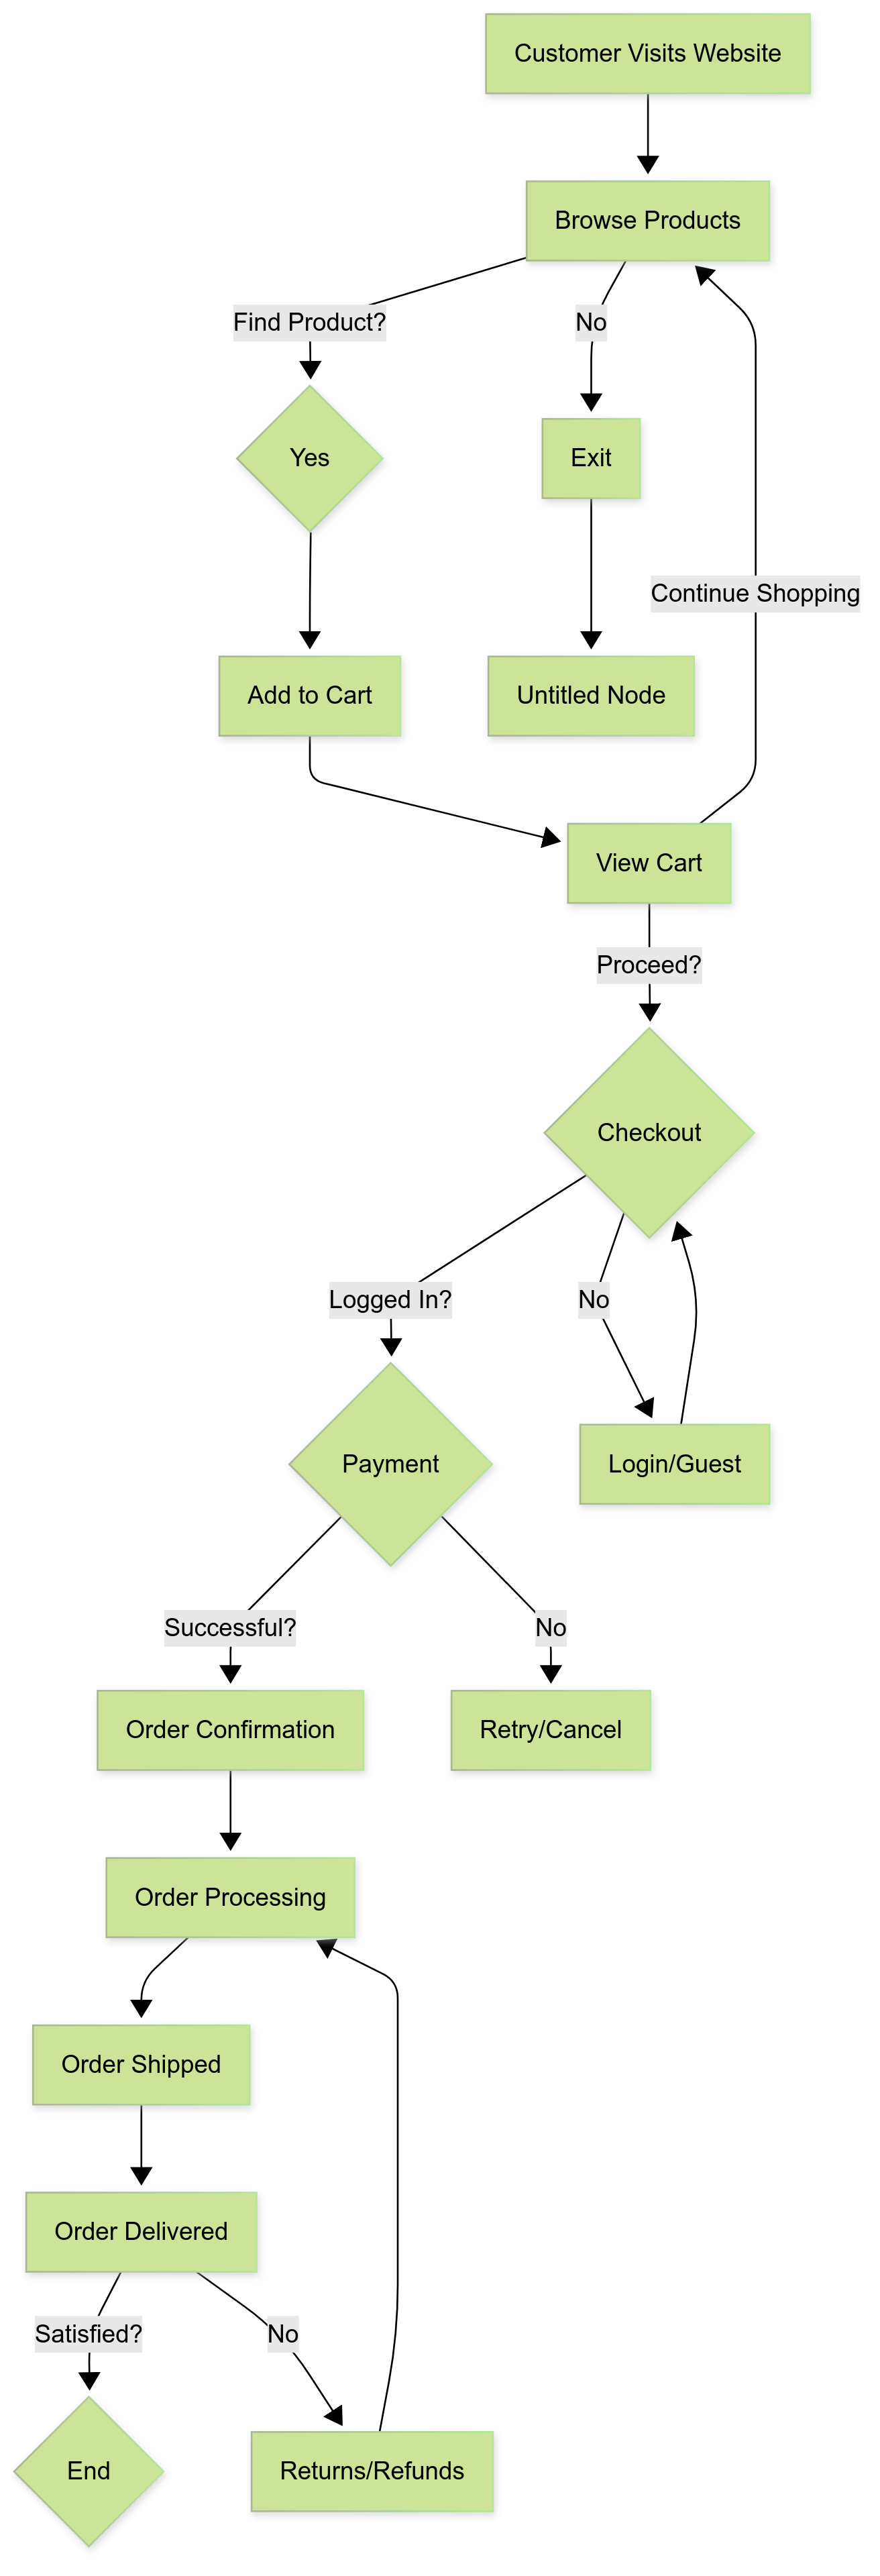 Customer Visits Website
Browse Products
Find Product?
No
Yes
Exit
Continue Shopping
Add to Cart
Untitled Node
View Cart
Proceed?
Checkout
Logged In?
No
Payment
Login/Guest
Successful?
No
Order Confirmation
Retry/Cancel
Order Processing
Order Shipped
Order Delivered
Satisfied?
No
End
Returns/Refunds